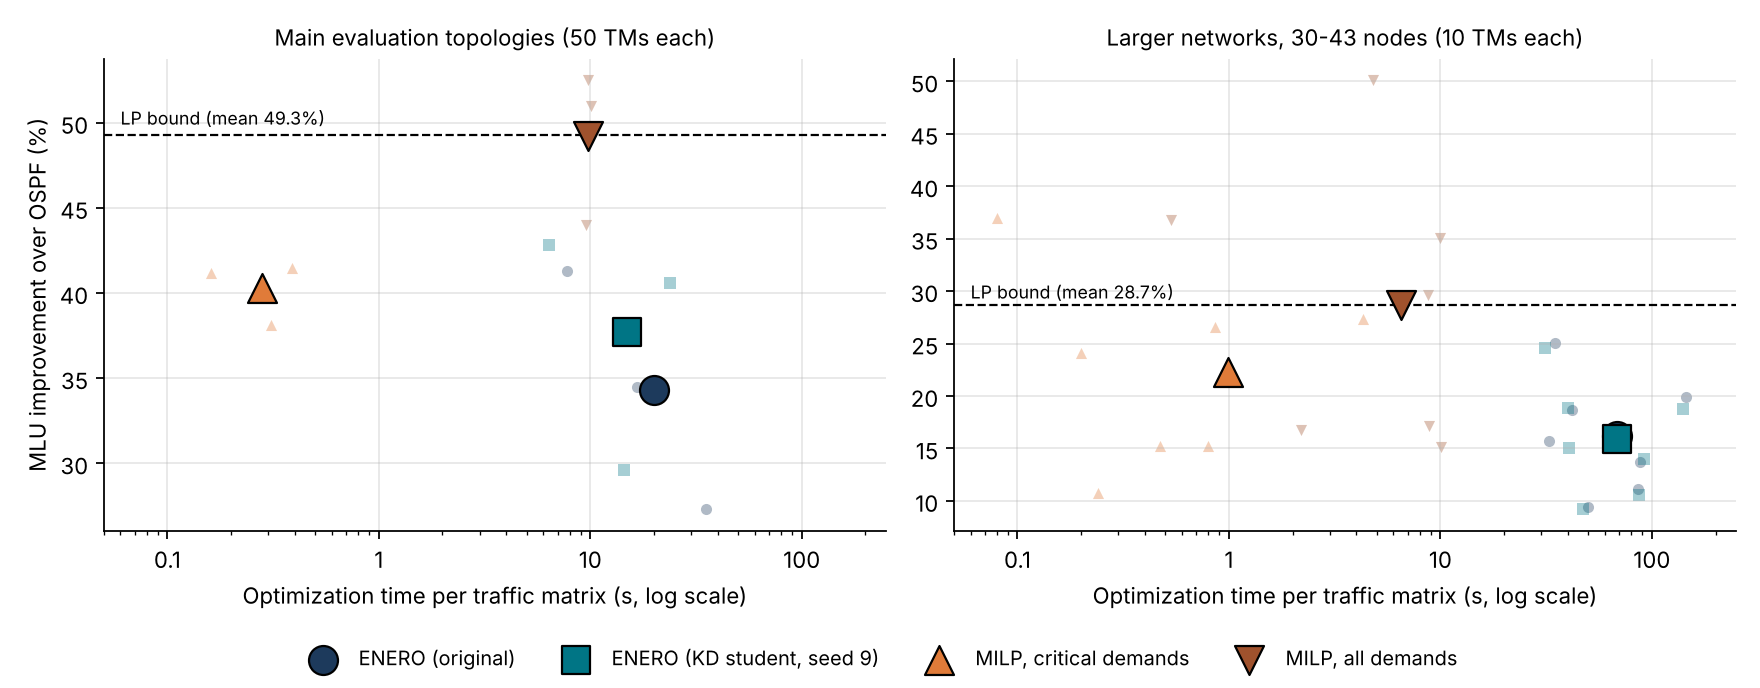 Main evaluation topologies (50 TMs each)
MLU improvement over OSPF (%)
50
45
40
35
30
LP bound (mean 49.3%)
0.1
1
10
100
Optimization time per traffic matrix (s, log scale)
Larger networks, 30-43 nodes (10 TMs each)
50
45
40
35
30
25
20
15
10
LP bound (mean 28.7%)
0.1
1
10
100
Optimization time per traffic matrix (s, log scale)
ENERO (original)
ENERO (KD student, seed 9)
MILP, critical demands
MILP, all demands